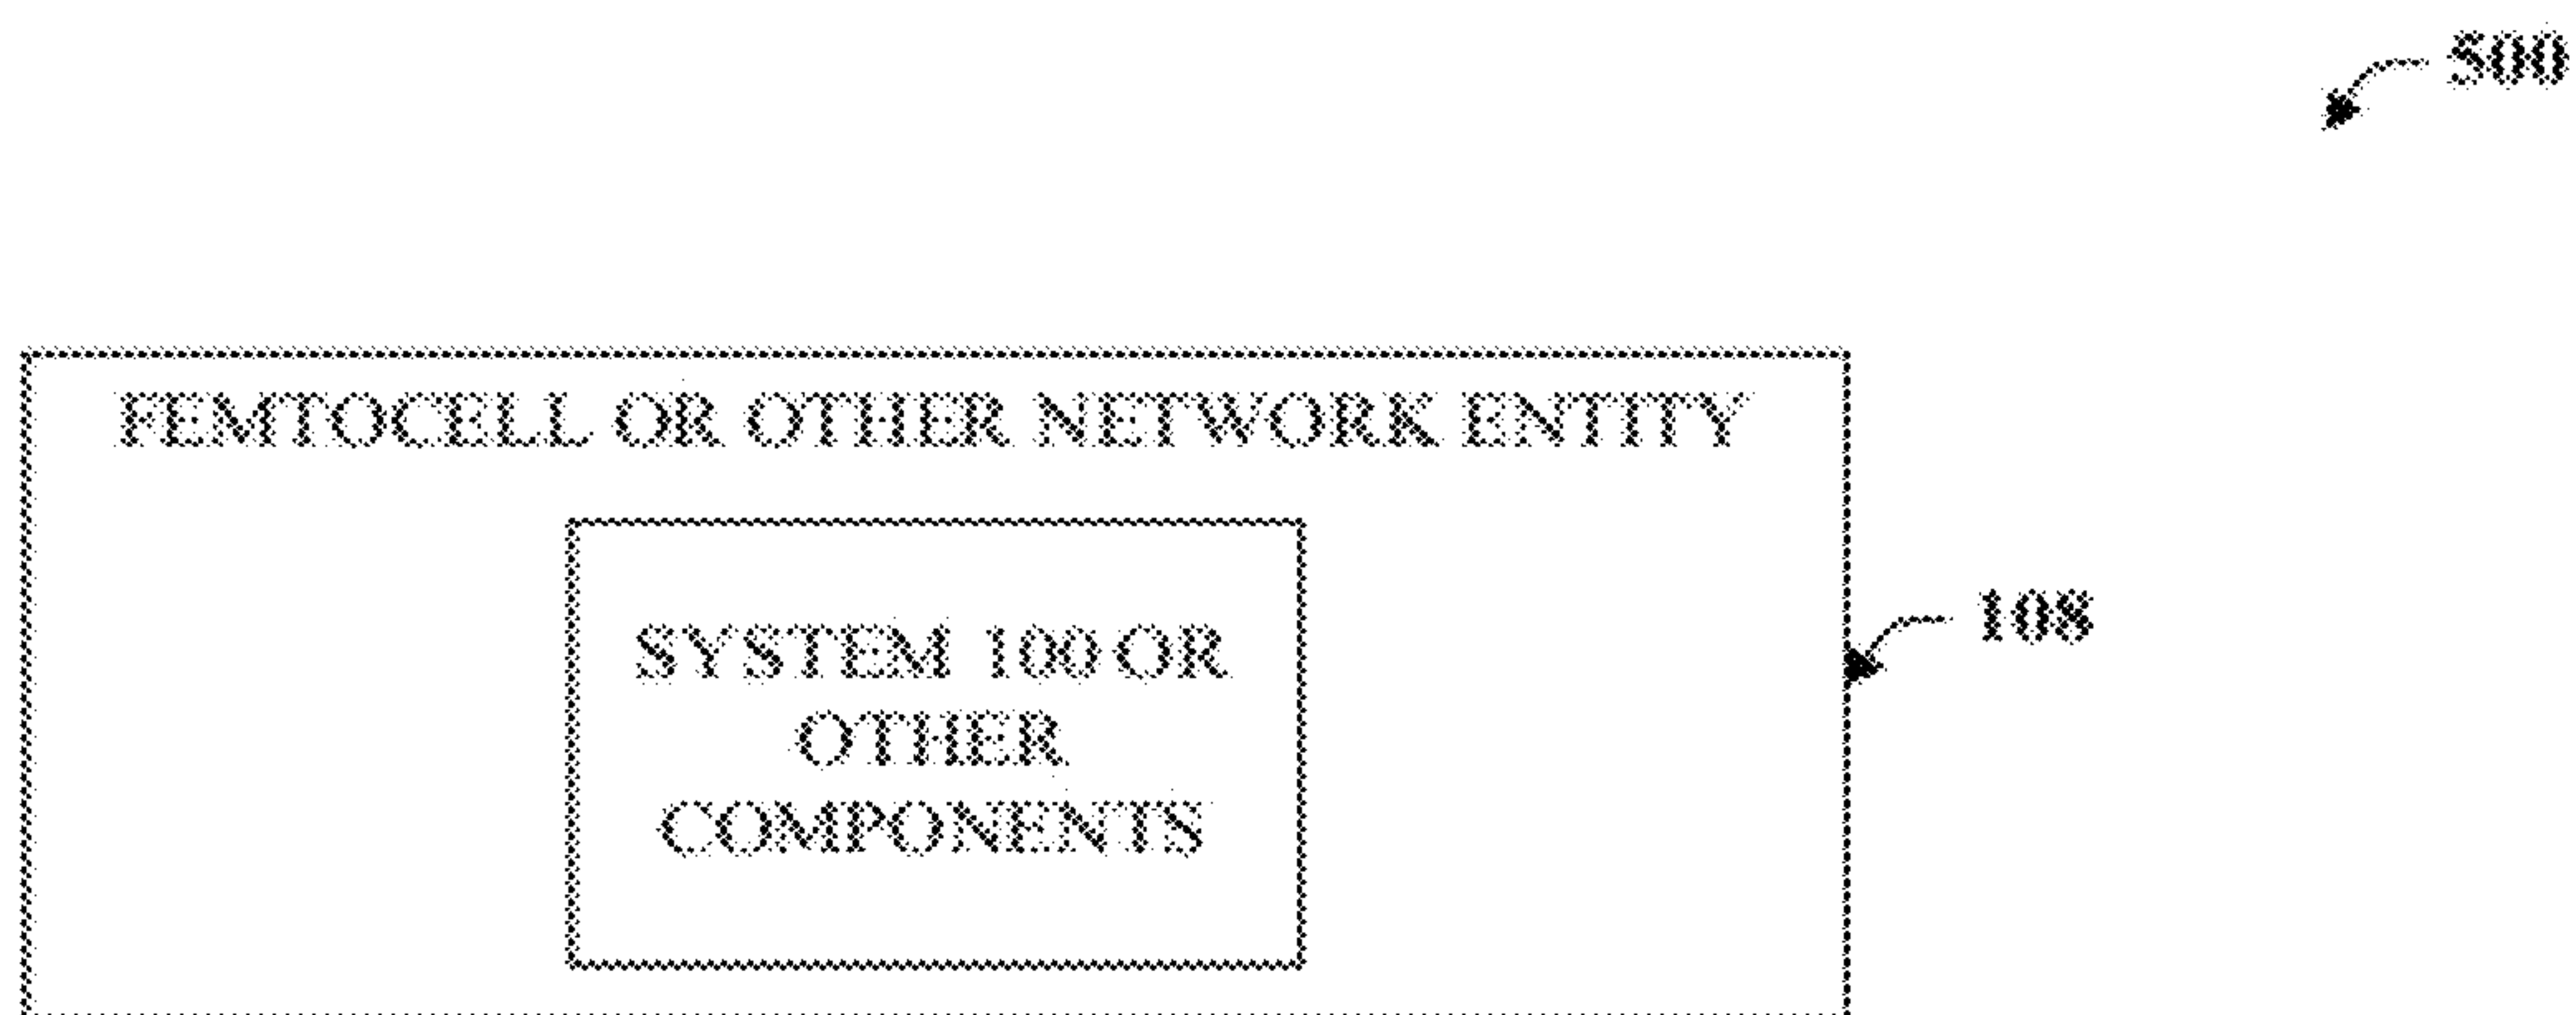 500
FEMTOCELL OR OTHER NETWORK ENTITY
108
SYSTEM 100 OR
OTHER
COMPONENTS